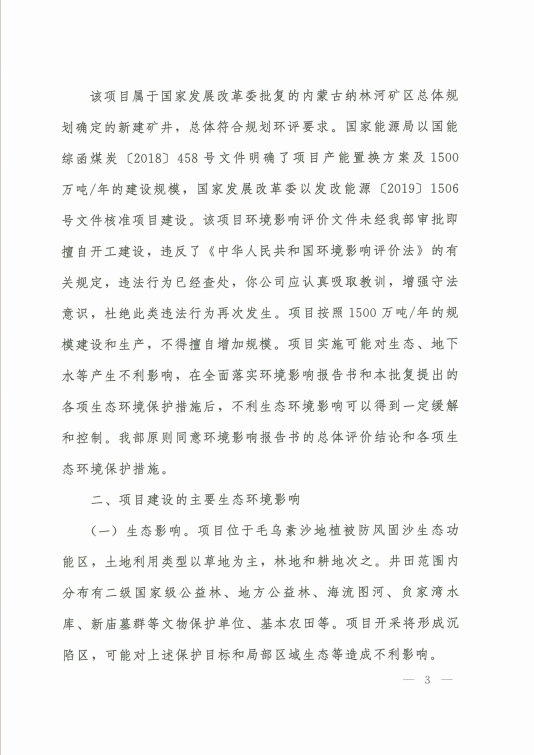 该项目属于国家发展改革委批复的内蒙古纳林河矿区总体规
划确定的新建矿井，总体符合规划环评要求。国家能源局以国能
综函煤炭〔2018〕458 号文件明确了项目产能置换方案及 1500
万吨/年的建设规模，国家发展改革委以发改能源〔2019〕1506
号文件核准项目建设。该项目环境影响评价文件未经我部审批即
擅自开工建设，违反了《中华人民共和国环境影响评价法》的有
关规定，违法行为已经查处，你公司应认真吸取教训，增强守法
意识，杜绝此类违法行为再次发生。项目按照 1500 万吨/年的规
模建设和生产，不得擅自增加规模。项目实施可能对生态、地下
水等产生不利影响，在全面落实环境影响报告书和本批复提出的
各项生态环境保护措施后，不利生态环境影响可以得到一定缓解
和控制。我部原则同意环境影响报告书的总体评价结论和各项生
态环境保护措施。
二、项目建设的主要生态环境影响
（一）生态影响。项目位于毛乌素沙地植被防风固沙生态功
能区，土地利用类型以草地为主，林地和耕地次之。井田范围内
分布有二级国家级公益林、地方公益林、海流图河、贠家湾水
库、新庙墓群等文物保护单位、基本农田等。项目开采将形成沉
陷区，可能对上述保护目标和局部区域生态等造成不利影响。
— 3 —